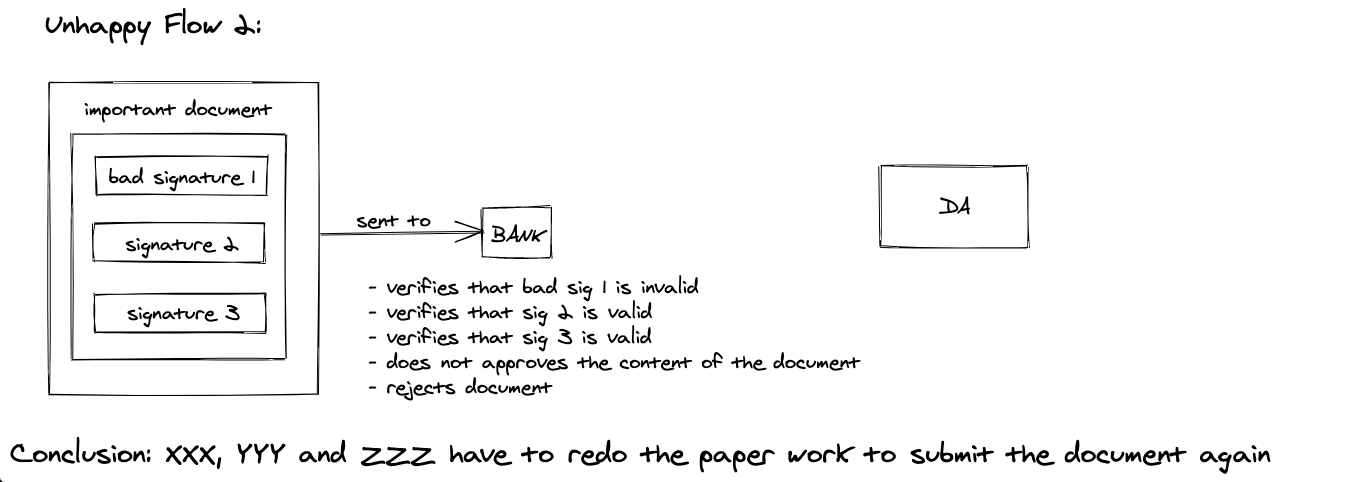 Unhappy Flow 2:
important document
bad signature 1
signature 2
signature 3
sent to
BANK
DA
- verifies that bad sig 1 is invalid
- verifies that sig 2 is valid
- verifies that sig 3 is valid
- does not approves the content of the document
- rejects document
Conclusion: XXX, YYY and ZZZ have to redo the paper work to submit the document again